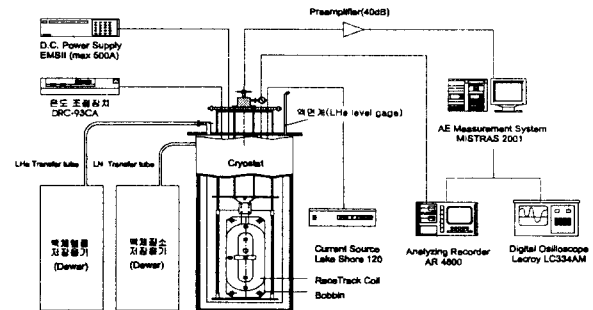 Preamplifier(40dB)
D.C. Power Supply
EMSII (max 500A)
온도 조절장치
DRC-93CA
액면계(LHe level gage)
AE Measurement System
MISTRAS 2001
LHe Transfer tube
LN Transfer tube
Cryostat
액체헬륨
저장용기
(Dewar)
액체질소
저장용기
(Dewar)
Current Source
Lake Shore 120
Analyzing Recorder
AR 4800
Digital Osilloscope
Lecroy LC334AM
RaceTrack Coil
Bobbin